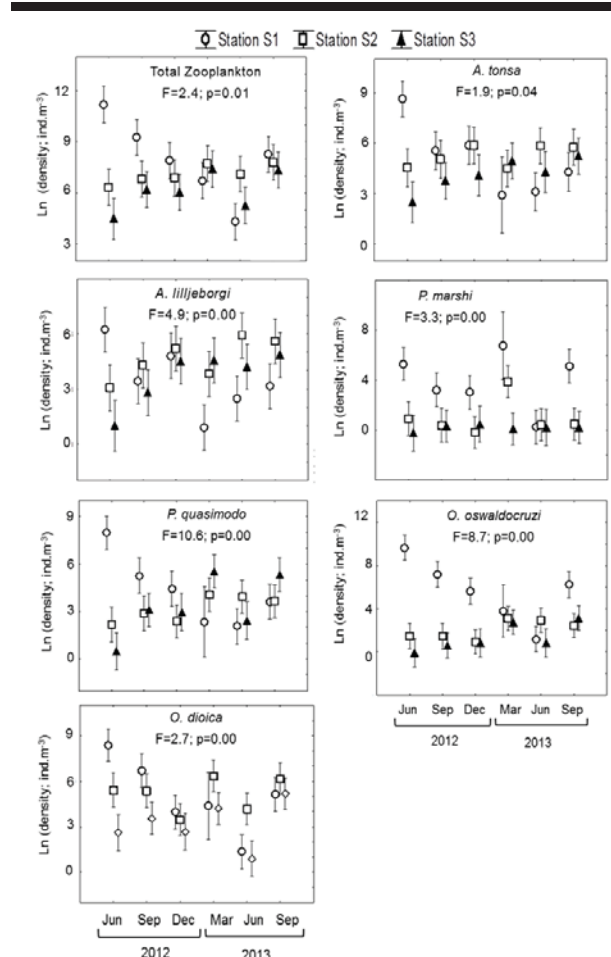 Station S1 Station S2 Station S3
Total Zooplankton
F=2.4; p=0.01
Ln (density; ind.m⁻³)
12
9
6
3
A. tonsa
F=1.9; p=0.04
Ln (density; ind.m⁻³)
9
6
3
0
A. lilljeborgi
F=4.9; p=0.00
Ln (density; ind.m⁻³)
6
3
0
P. marshi
F=3.3; p=0.00
Ln (density; ind.m⁻³)
8
4
0
P. quasimodo
F=10.6; p=0.00
Ln (density; ind.m⁻³)
9
6
3
0
O. oswaldocruzi
F=8.7; p=0.00
Ln (density; ind.m⁻³)
12
8
4
0
Jun Sep Dec Mar Jun Sep
2012 2013
O. dioica
F=2.7; p=0.00
Ln (density; ind.m⁻³)
9
6
3
0
Jun Sep Dec Mar Jun Sep
2012 2013